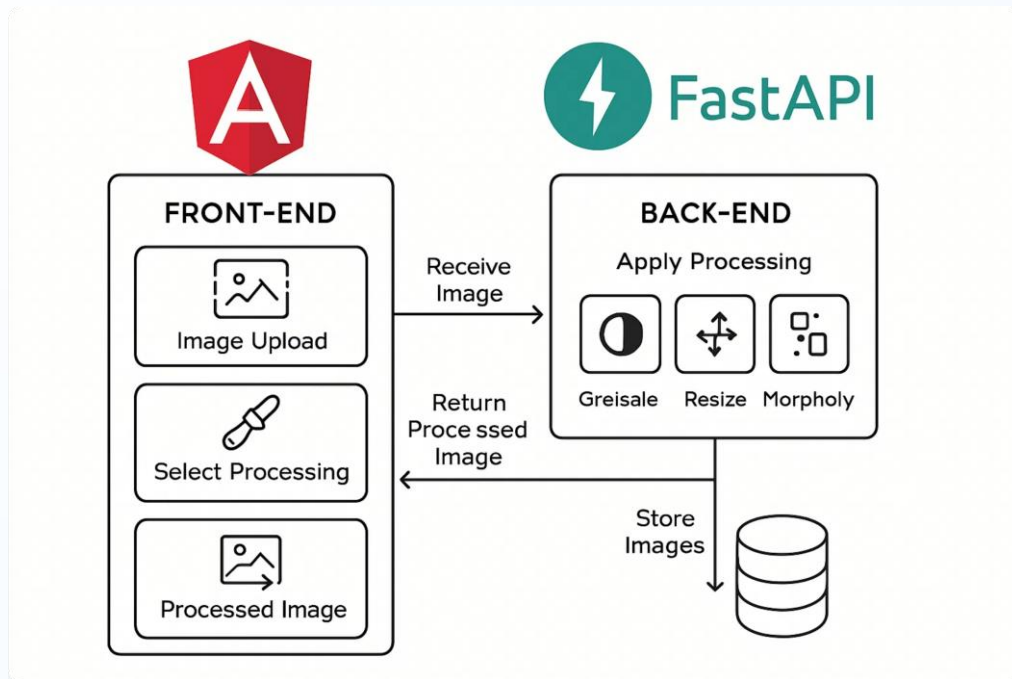 A
FastAPI
FRONT-END
Image Upload
Select Processing
Processed Image
Receive
Image
Return
Proce ssed
Image
BACK-END
Apply Processing
Greisale
Resize
Morpholy
Store
Images